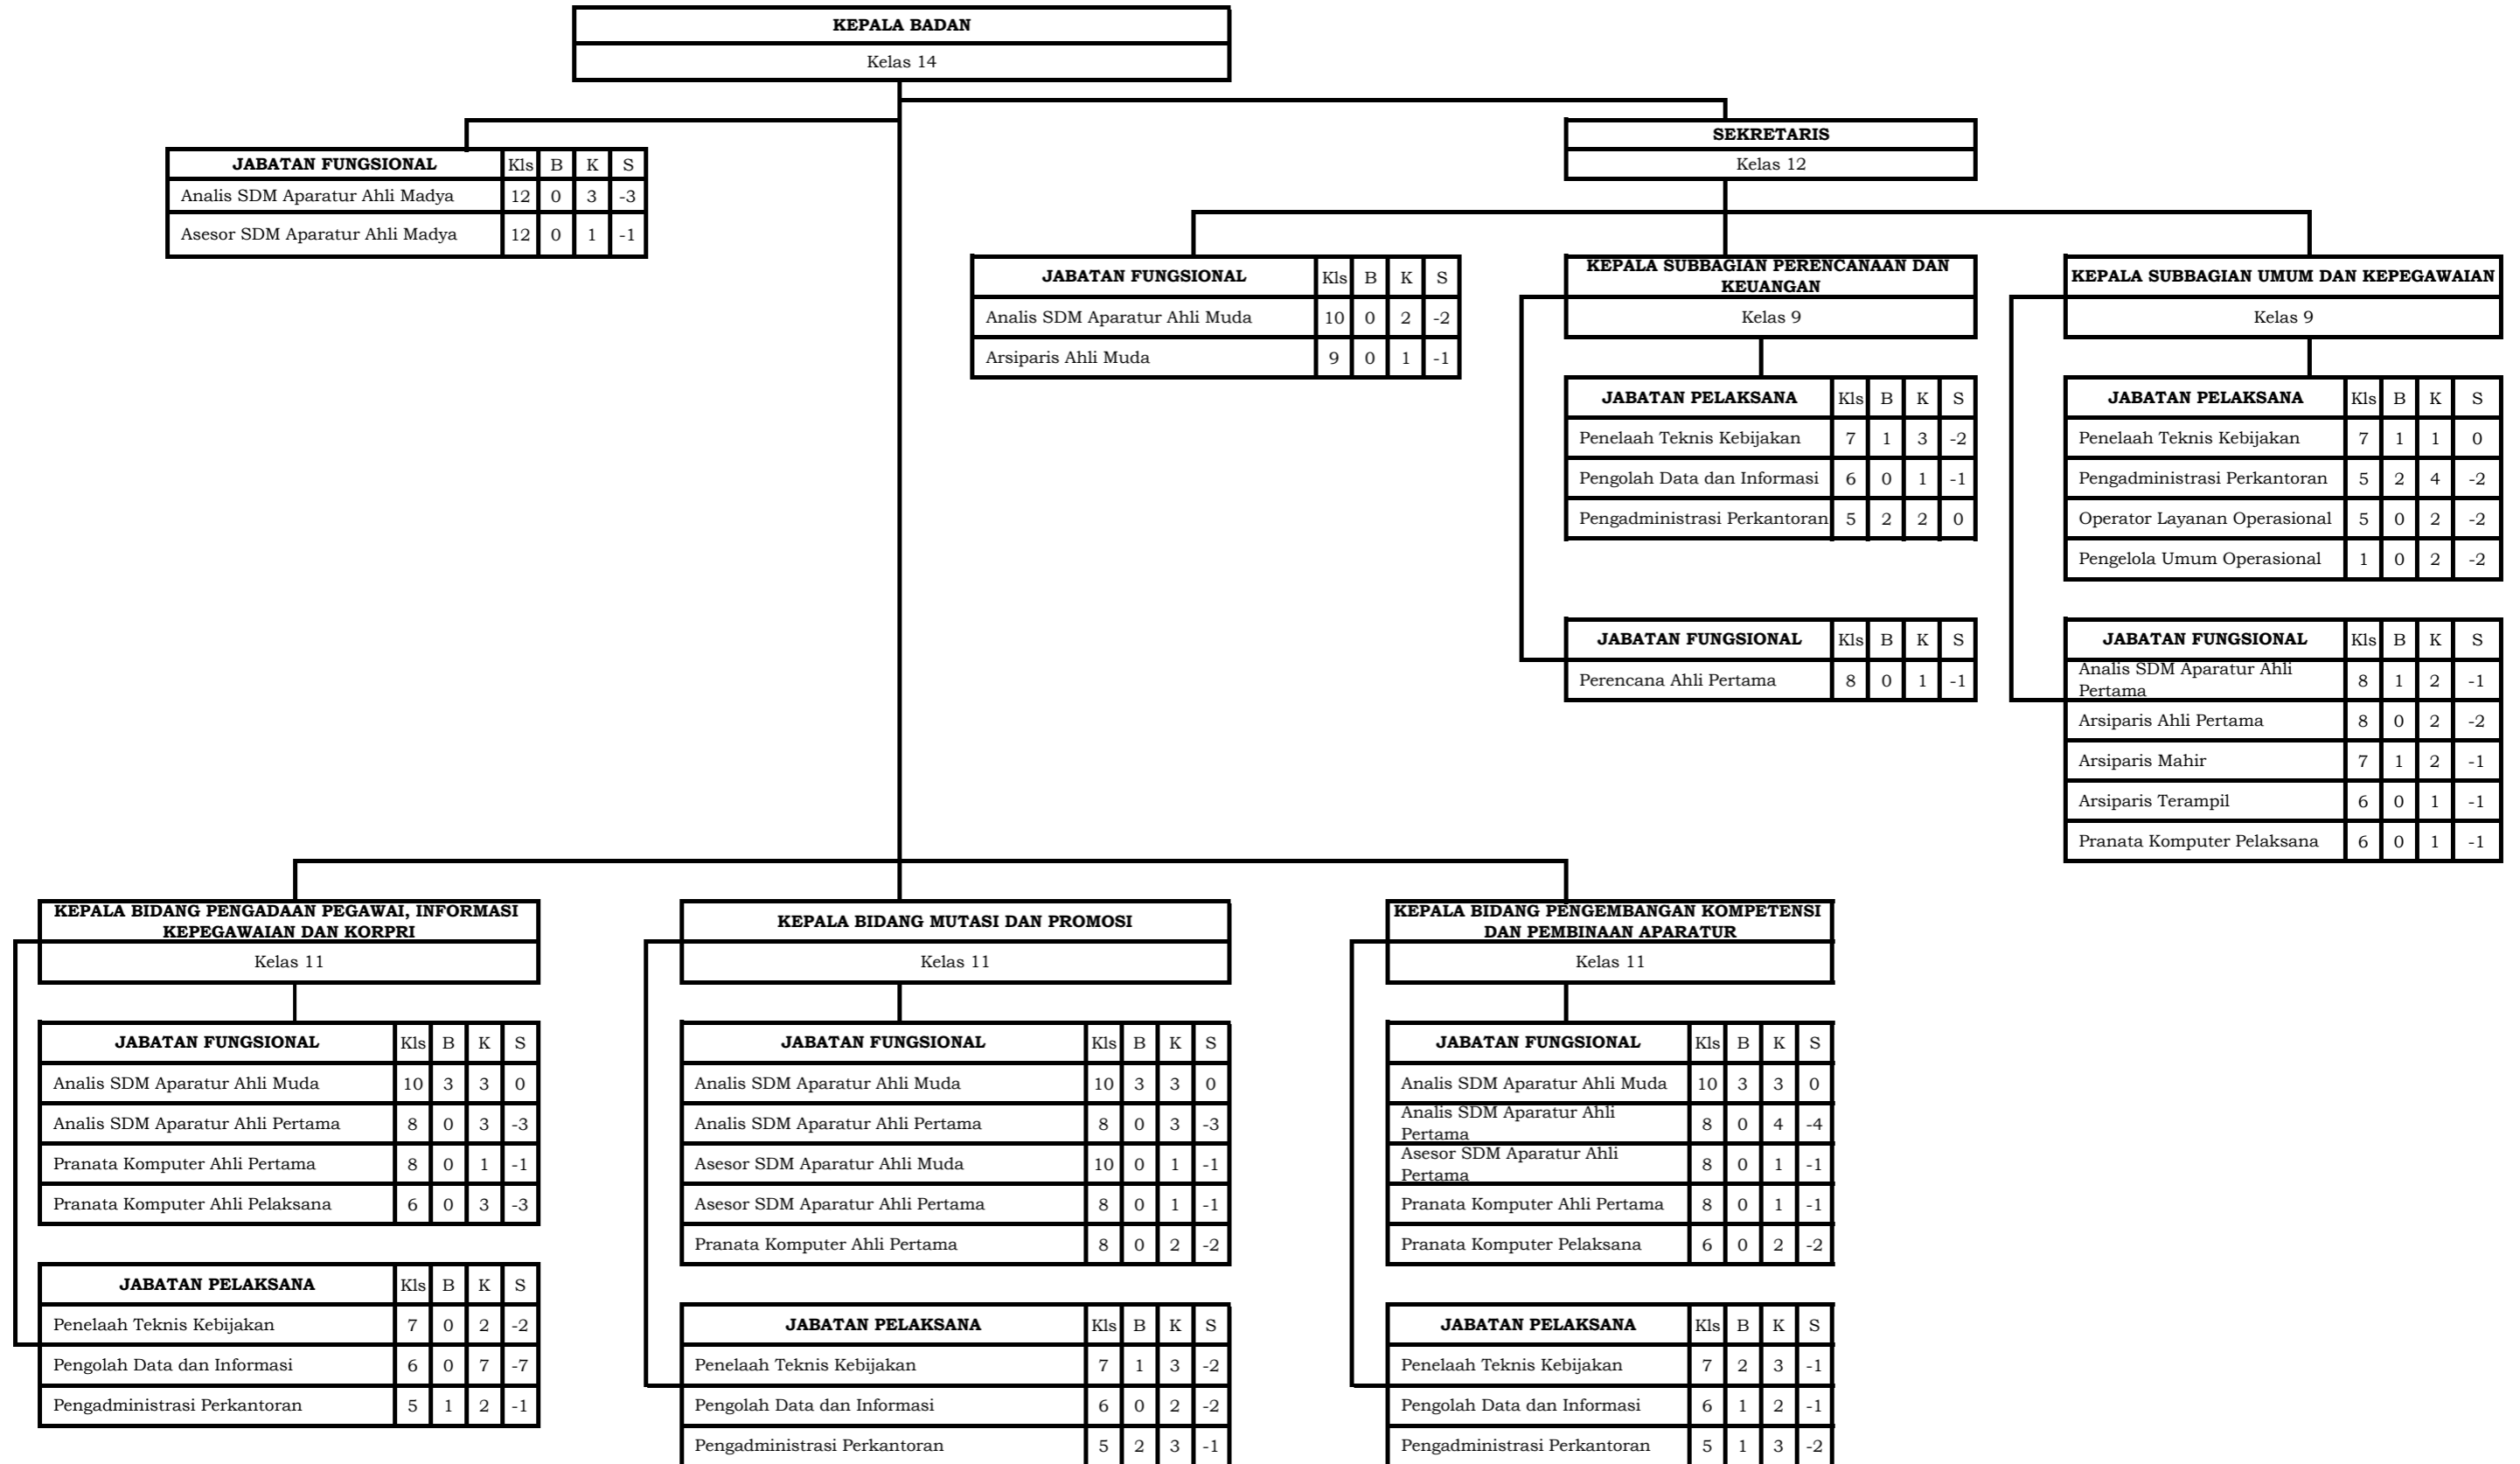 KEPALA BADAN
Kelas 14
SEKRETARIS
Kelas 12
JABATAN FUNGSIONAL Kls B K S
Analis SDM Aparatur Ahli Madya 12 0 3 -3
Asesor SDM Aparatur Ahli Madya 12 0 1 -1
JABATAN FUNGSIONAL Kls B K S
Analis SDM Aparatur Ahli Muda 10 0 2 -2
Arsiparis Ahli Muda 9 0 1 -1
KEPALA SUBBAGIAN PERENCANAAN DAN
KEUANGAN
Kelas 9
JABATAN PELAKSANA Kls B K S
Penelaah Teknis Kebijakan 7 1 3 -2
Pengolah Data dan Informasi 6 0 1 -1
Pengadministrasi Perkantoran 5 2 2 0
JABATAN FUNGSIONAL Kls B K S
Perencana Ahli Pertama 8 0 1 -1
KEPALA SUBBAGIAN UMUM DAN KEPEGAWAIAN
Kelas 9
JABATAN PELAKSANA Kls B K S
Penelaah Teknis Kebijakan 7 1 1 0
Pengadministrasi Perkantoran 5 2 4 -2
Operator Layanan Operasional 5 0 2 -2
Pengelola Umum Operasional 1 0 2 -2
JABATAN FUNGSIONAL Kls B K S
Analis SDM Aparatur Ahli
Pertama 8 1 2 -1
Arsiparis Ahli Pertama 8 0 2 -2
Arsiparis Mahir 7 1 2 -1
Arsiparis Terampil 6 0 1 -1
Pranata Komputer Pelaksana 6 0 1 -1
KEPALA BIDANG PENGADAAN PEGAWAI, INFORMASI
KEPEGAWAIAN DAN KORPRI
Kelas 11
JABATAN FUNGSIONAL Kls B K S
Analis SDM Aparatur Ahli Muda 10 3 3 0
Analis SDM Aparatur Ahli Pertama 8 0 3 -3
Pranata Komputer Ahli Pertama 8 0 1 -1
Pranata Komputer Ahli Pelaksana 6 0 3 -3
JABATAN PELAKSANA Kls B K S
Penelaah Teknis Kebijakan 7 0 2 -2
Pengolah Data dan Informasi 6 0 7 -7
Pengadministrasi Perkantoran 5 1 2 -1
KEPALA BIDANG MUTASI DAN PROMOSI
Kelas 11
JABATAN FUNGSIONAL Kls B K S
Analis SDM Aparatur Ahli Muda 10 3 3 0
Analis SDM Aparatur Ahli Pertama 8 0 3 -3
Asesor SDM Aparatur Ahli Muda 10 0 1 -1
Asesor SDM Aparatur Ahli Pertama 8 0 1 -1
Pranata Komputer Ahli Pertama 8 0 2 -2
JABATAN PELAKSANA Kls B K S
Penelaah Teknis Kebijakan 7 1 3 -2
Pengolah Data dan Informasi 6 0 2 -2
Pengadministrasi Perkantoran 5 2 3 -1
KEPALA BIDANG PENGEMBANGAN KOMPETENSI
DAN PEMBINAAN APARATUR
Kelas 11
JABATAN FUNGSIONAL Kls B K S
Analis SDM Aparatur Ahli Muda 10 3 3 0
Analis SDM Aparatur Ahli
Pertama 8 0 4 -4
Asesor SDM Aparatur Ahli
Pertama 8 0 1 -1
Pranata Komputer Ahli Pertama 8 0 1 -1
Pranata Komputer Pelaksana 6 0 2 -2
JABATAN PELAKSANA Kls B K S
Penelaah Teknis Kebijakan 7 2 3 -1
Pengolah Data dan Informasi 6 1 2 -1
Pengadministrasi Perkantoran 5 1 3 -2